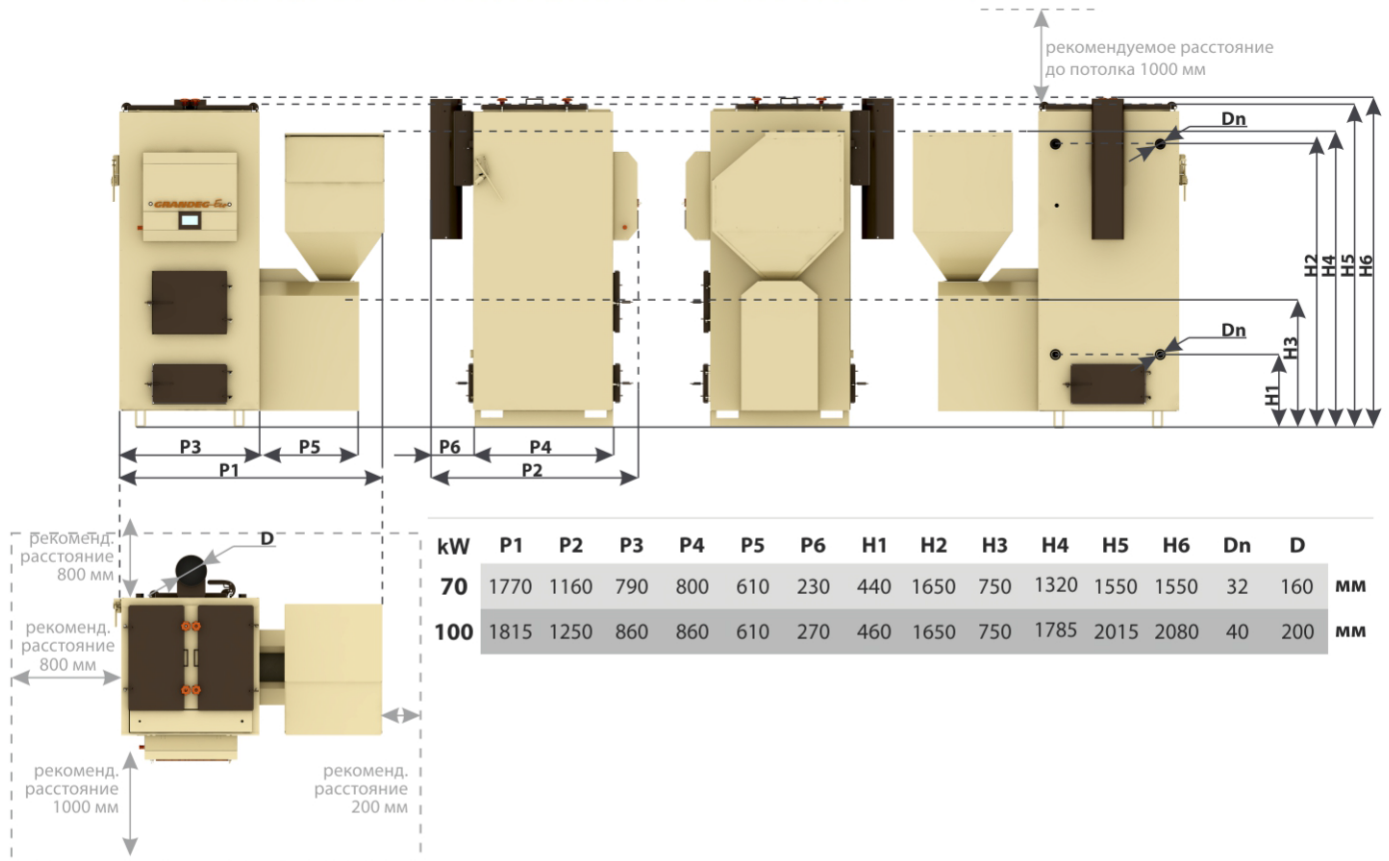 рекомендуемое расстояние
до потолка 1000 мм
Dn
GRANDEG-Eco
H2
H4
H5
H6
H3
Dn
H1
P3
P5
P6
P4
P1
P2
рекоменд.
расстояние
800 мм
D
рекоменд.
расстояние
800 мм
рекоменд.
расстояние
1000 мм
рекоменд.
расстояние
200 мм
kW P1 P2 P3 P4 P5 P6 H1 H2 H3 H4 H5 H6 Dn D
70 1770 1160 790 800 610 230 440 1650 750 1320 1550 1550 32 160 мм
100 1815 1250 860 860 610 270 460 1650 750 1785 2015 2080 40 200 мм